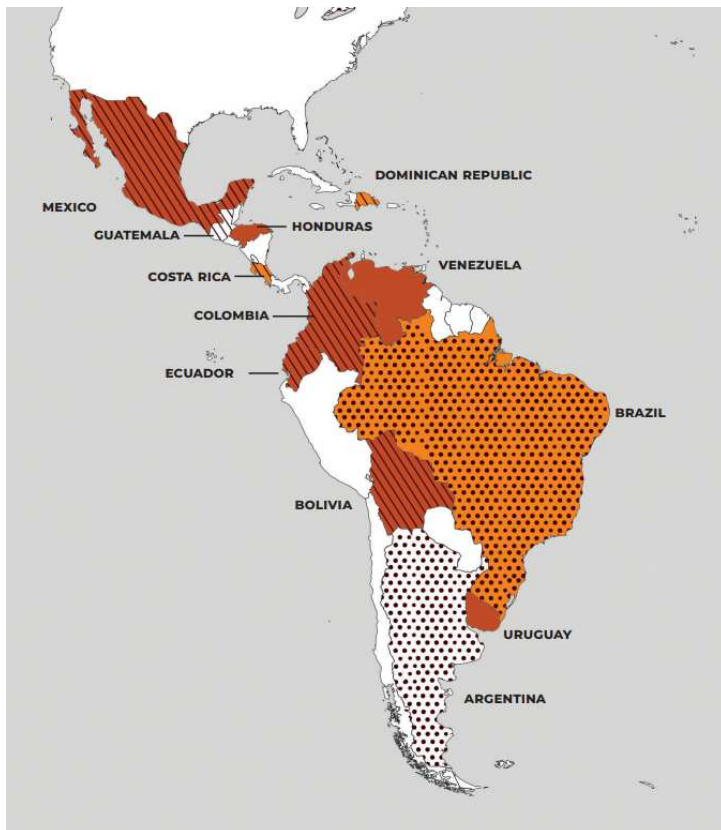 DOMINICAN REPUBLIC
MEXICO
HONDURAS
GUATEMALA
VENEZUELA
COSTA RICA
COLOMBIA
ECUADOR
BRAZIL
BOLIVIA
URUGUAY
ARGENTINA